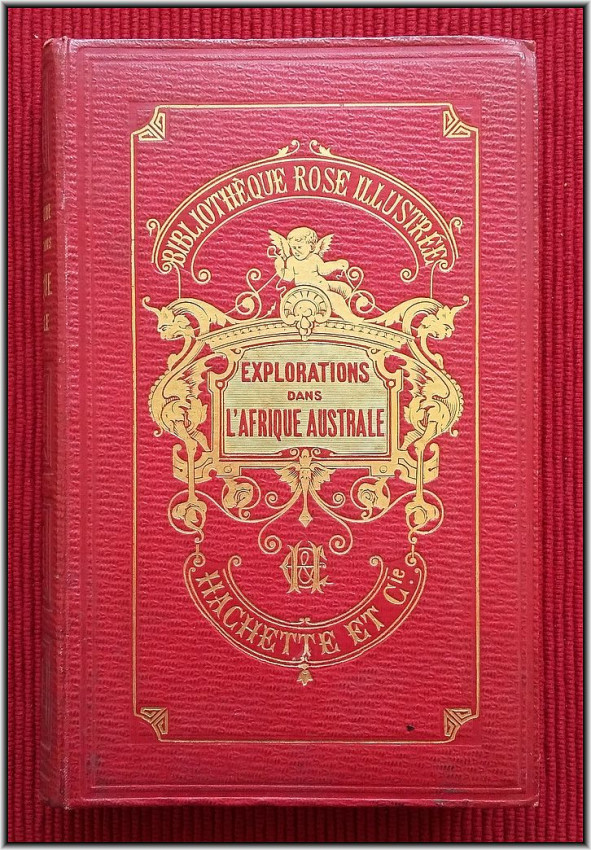 BIBLIOTHÈQUE ROSE ILLUSTRÉE
EXPLORATIONS
DANS
L'AFRIQUE AUSTRALE
H&C
HACHETTE ET Cie.